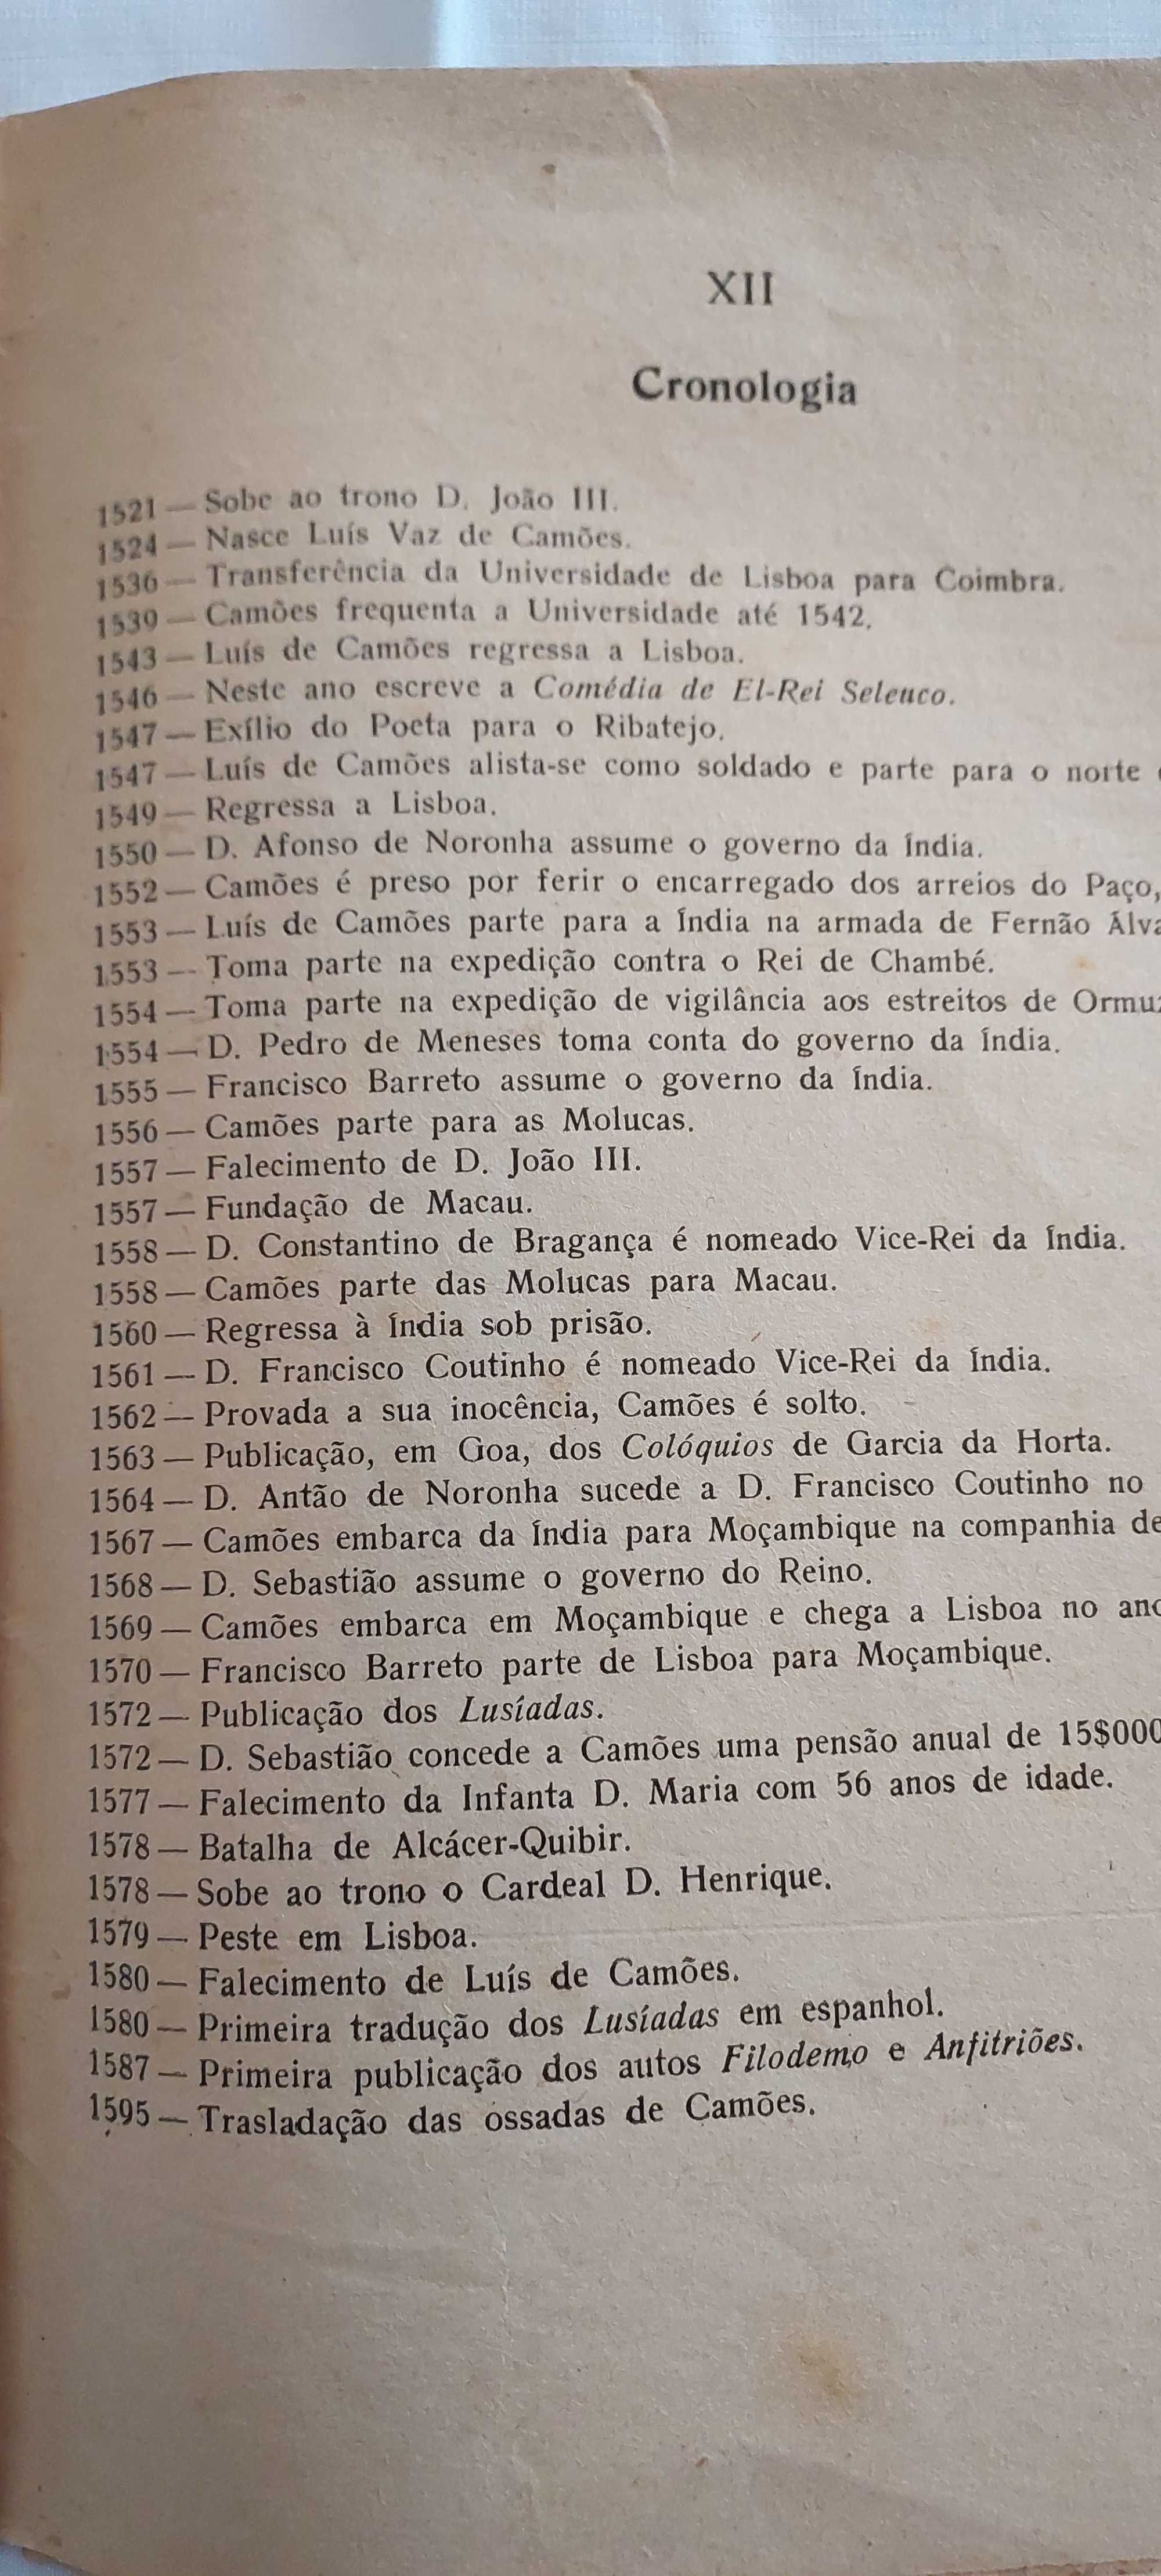 XII
Cronologia
1521 — Sobe ao trono D. João III.
1524 — Nasce Luís Vaz de Camões.
1536 — Transferência da Universidade de Lisboa para Coimbra.
1539 — Camões frequenta a Universidade até 1542.
1543 — Luís de Camões regressa a Lisboa.
1546 — Neste ano escreve a Comédia de El-Rei Seleuco.
1547 — Exílio do Poeta para o Ribatejo.
1547 — Luís de Camões alista-se como soldado e parte para o norte
1549 — Regressa a Lisboa.
1550 — D. Afonso de Noronha assume o governo da Índia.
1552 — Camões é preso por ferir o encarregado dos arreios do Paço,
1553 — Luís de Camões parte para a Índia na armada de Fernão
1553 — Toma parte na expedição contra o Rei de Chambé.
1554 — Toma parte na expedição de vigilância aos estreitos de
1554 — D. Pedro de Meneses toma conta do governo da Índia.
1555 — Francisco Barreto assume o governo da Índia.
1556 — Camões parte para as Molucas.
1557 — Falecimento de D. João III.
1557 — Fundação de Macau.
1558 — D. Constantino de Bragança é nomeado Vice-Rei da Índia.
1558 — Camões parte das Molucas para Macau.
1560 — Regressa à Índia sob prisão.
1561 — D. Francisco Coutinho é nomeado Vice-Rei da Índia.
1562 — Provada a sua inocência, Camões é solto.
1563 — Publicação, em Goa, dos Colóquios de Garcia da Horta.
1564 — D. Antão de Noronha sucede a D. Francisco Coutinho no
1567 — Camões embarca da Índia para Moçambique na companhia de
1568 — D. Sebastião assume o governo do Reino.
1569 — Camões embarca em Moçambique e chega a Lisboa no
1570 — Francisco Barreto parte de Lisboa para Moçambique.
1572 — Publicação dos Lusíadas.
1572 — D. Sebastião concede a Camões uma pensão anual de 15$000
1577 — Falecimento da Infanta D. Maria com 56 anos de idade.
1578 — Batalha de Alcácer-Quibir.
1578 — Sobe ao trono o Cardeal D. Henrique.
1579 — Peste em Lisboa.
1580 — Falecimento de Luís de Camões.
1580 — Primeira tradução dos Lusíadas em espanhol.
1587 — Primeira publicação dos autos Filodemo e Anfitriões.
1595 — Trasladação das ossadas de Camões.